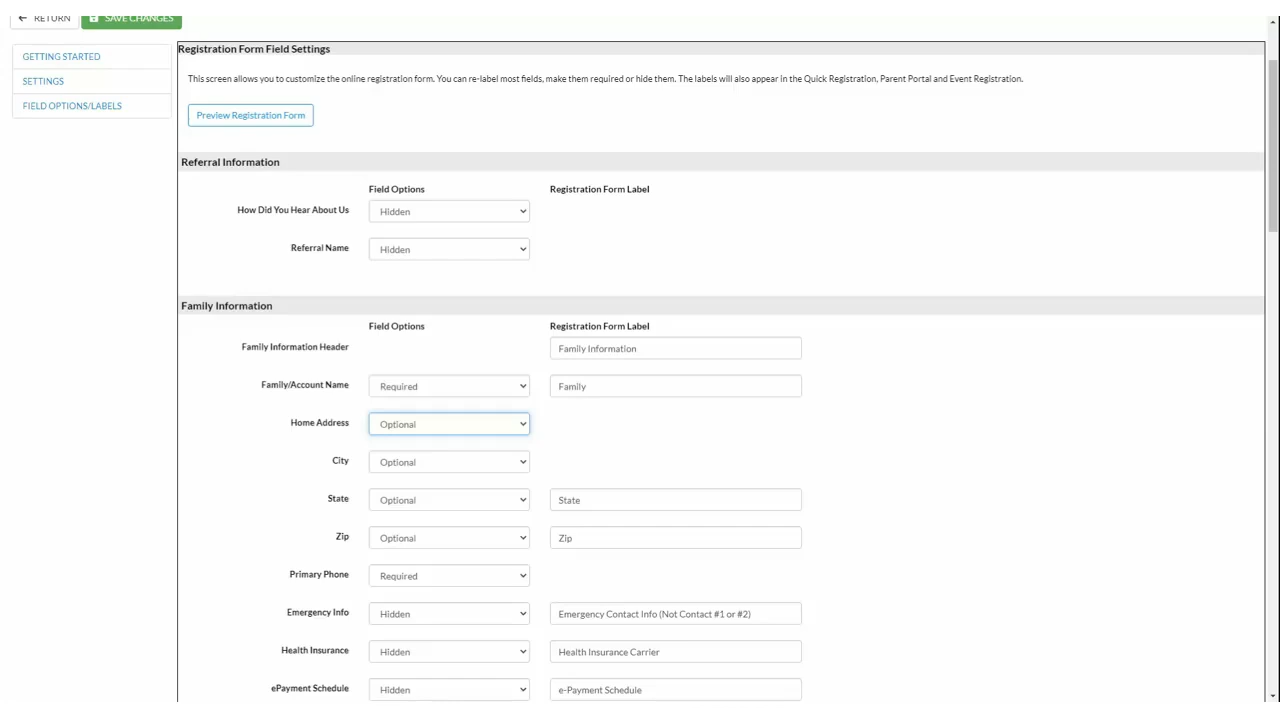 RETURN
SAVE CHANGES
GETTING STARTED
SETTINGS
FIELD OPTIONS/LABELS
Registration Form Field Settings
This screen allows you to customize the online registration form. You can re-label most fields, make them required or hide them. The labels will also appear in the Quick Registration, Parent Portal and Event Registration.
Preview Registration Form
Referral Information
Field Options Registration Form Label
How Did You Hear About Us Hidden
Referral Name Hidden
Family Information
Field Options Registration Form Label
Family Information Header Family Information
Family/Account Name Required Family
Home Address Optional
City Optional
State Optional State
Zip Optional Zip
Primary Phone Required
Emergency Info Hidden Emergency Contact Info (Not Contact #1 or #2)
Health Insurance Hidden Health Insurance Carrier
ePayment Schedule Hidden e-Payment Schedule